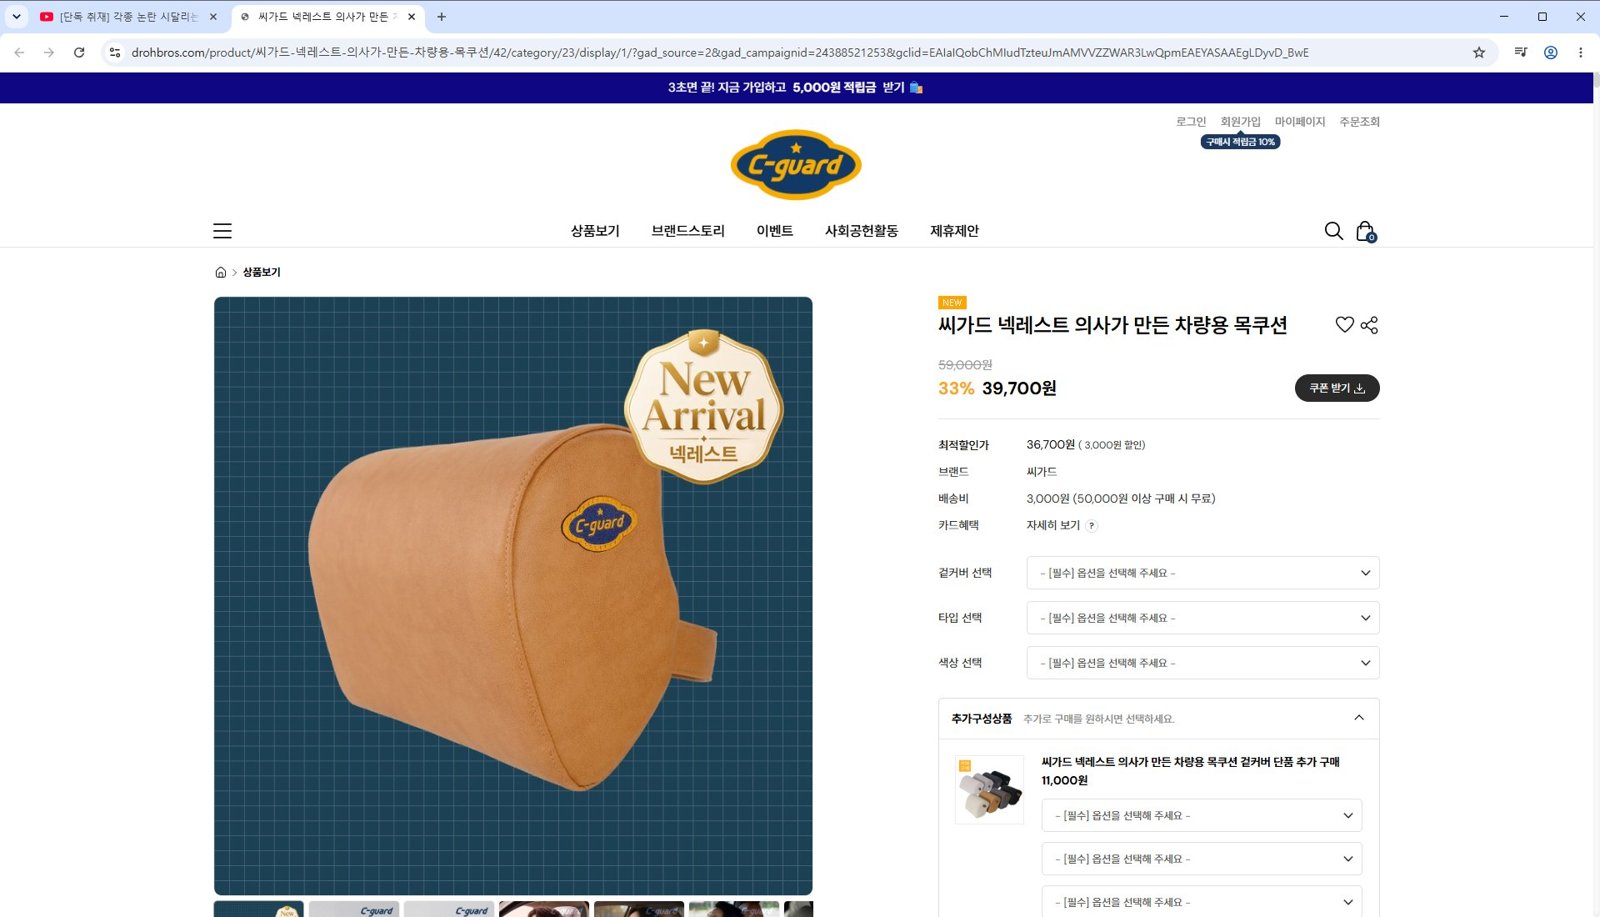 [단독 취재] 각종 논란 시달리는
씨가드 넥레스트 의사가 만든
drohbros.com/product/씨가드-넥레스트-의사가-만든-차량용-목쿠션/42/category/23/display/1/?gad_source=2&gad_campaignid=24388521253&gclid=EAIaIQobChMIudTzteuJmAMVVZZWAR3LwQpmEAEYASAAEgLDyvD_BwE
3초면 끝! 지금 가입하고 5,000원 적립금 받기
로그인 회원가입 마이페이지 주문조회
구매시 적립금 10%
C-guard
상품보기 브랜드스토리 이벤트 사회공헌활동 제휴제안
0
상품보기
New
Arrival
넥레스트
C-guard
NEW
씨가드 넥레스트 의사가 만든 차량용 목쿠션
59,000원
33% 39,700원
쿠폰 받기
최적할인가 36,700원 ( 3,000원 할인)
브랜드 씨가드
배송비 3,000원 (50,000원 이상 구매 시 무료)
카드혜택 자세히 보기 ?
겉커버 선택 - [필수] 옵션을 선택해 주세요 -
타입 선택 - [필수] 옵션을 선택해 주세요 -
색상 선택 - [필수] 옵션을 선택해 주세요 -
추가구성상품 추가로 구매를 원하시면 선택하세요.
씨가드 넥레스트 의사가 만든 차량용 목쿠션 겉커버 단품 추가 구매
11,000원
- [필수] 옵션을 선택해 주세요 -
- [필수] 옵션을 선택해 주세요 -
- [필수] 옵션을 선택해 주세요 -
New
C-guard
C-guard